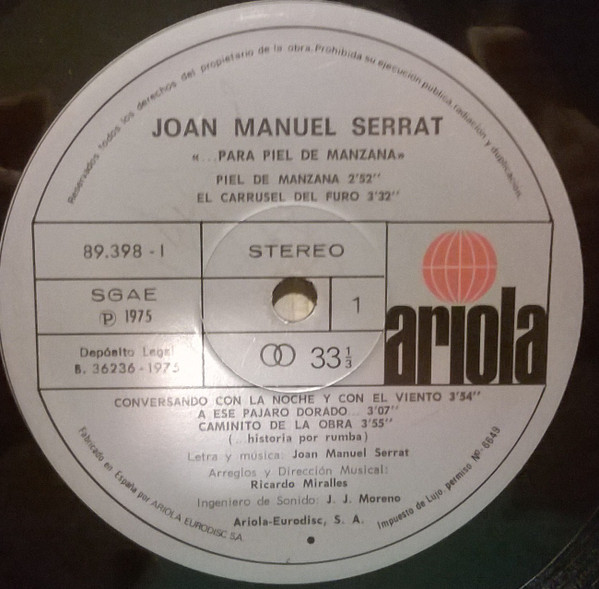 Reservados todos los derechos del propietario de la obra. Prohibida su ejecución pública, radiación y duplicación.
JOAN MANUEL SERRAT
«...PARA PIEL DE MANZANA»
PIEL DE MANZANA 2'52''
EL CARRUSEL DEL FURO 3'32''
89.398 - I
STEREO
SGAE
P 1975
1
ariola
Depósito Legal
B. 36236 - 1975
33 1/3
CONVERSANDO CON LA NOCHE Y CON EL VIENTO 3'54''
A ESE PAJARO DORADO... 3'07''
CAMINITO DE LA OBRA 3'55''
(...historia por rumba)
Letra y música: Joan Manuel Serrat
Arreglos y Dirección Musical:
Ricardo Miralles
Ingeniero de Sonido: J. J. Moreno
Ariola-Eurodisc, S. A.
Fabricado en España por ARIOLA EURODISC S.A.
Impuesto de Lujo, permiso Nº 6649